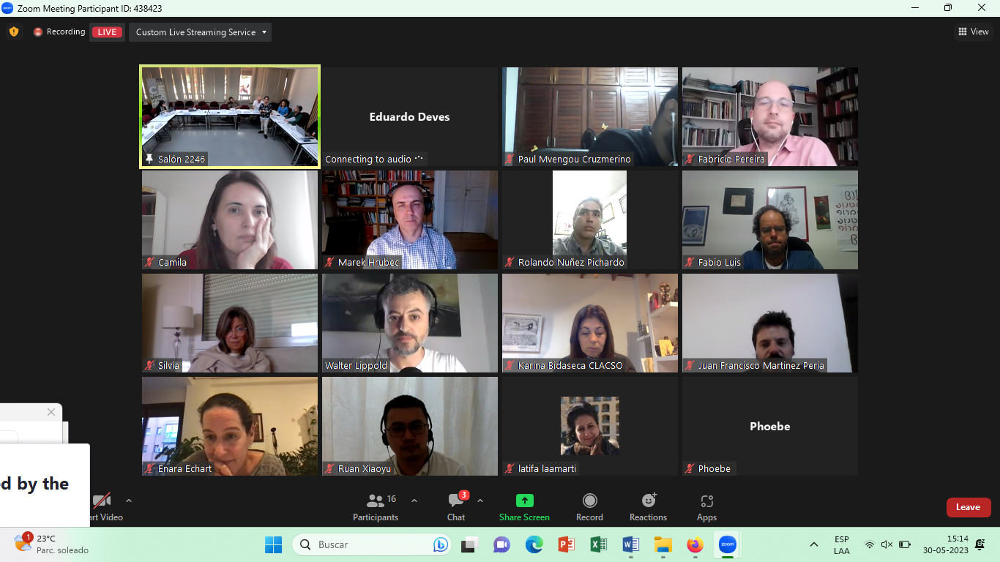 Zoom Meeting Participant ID: 438423
Recording
LIVE
Custom Live Streaming Service
View
Salón 2246
Eduardo Deves
Connecting to audio
Paul Mvengou Cruzmerino
Fabricio Pereira
Camila
Marek Hrubec
Rolando Nuñez Pichardo
Fabio Luis
Silvia
Walter Lippold
Karina Bidaseca CLACSO
Juan Francisco Martinez Peria
Enara Echart
Ruan Xiaoyu
latifa laamarti
Phoebe
Phoebe
ed by the
art Video
16
Participants
3
Chat
Share Screen
Record
Reactions
Apps
Leave
1
23°C
Parc. soleado
Buscar
zoom
ESP
LAA
15:14
30-05-2023